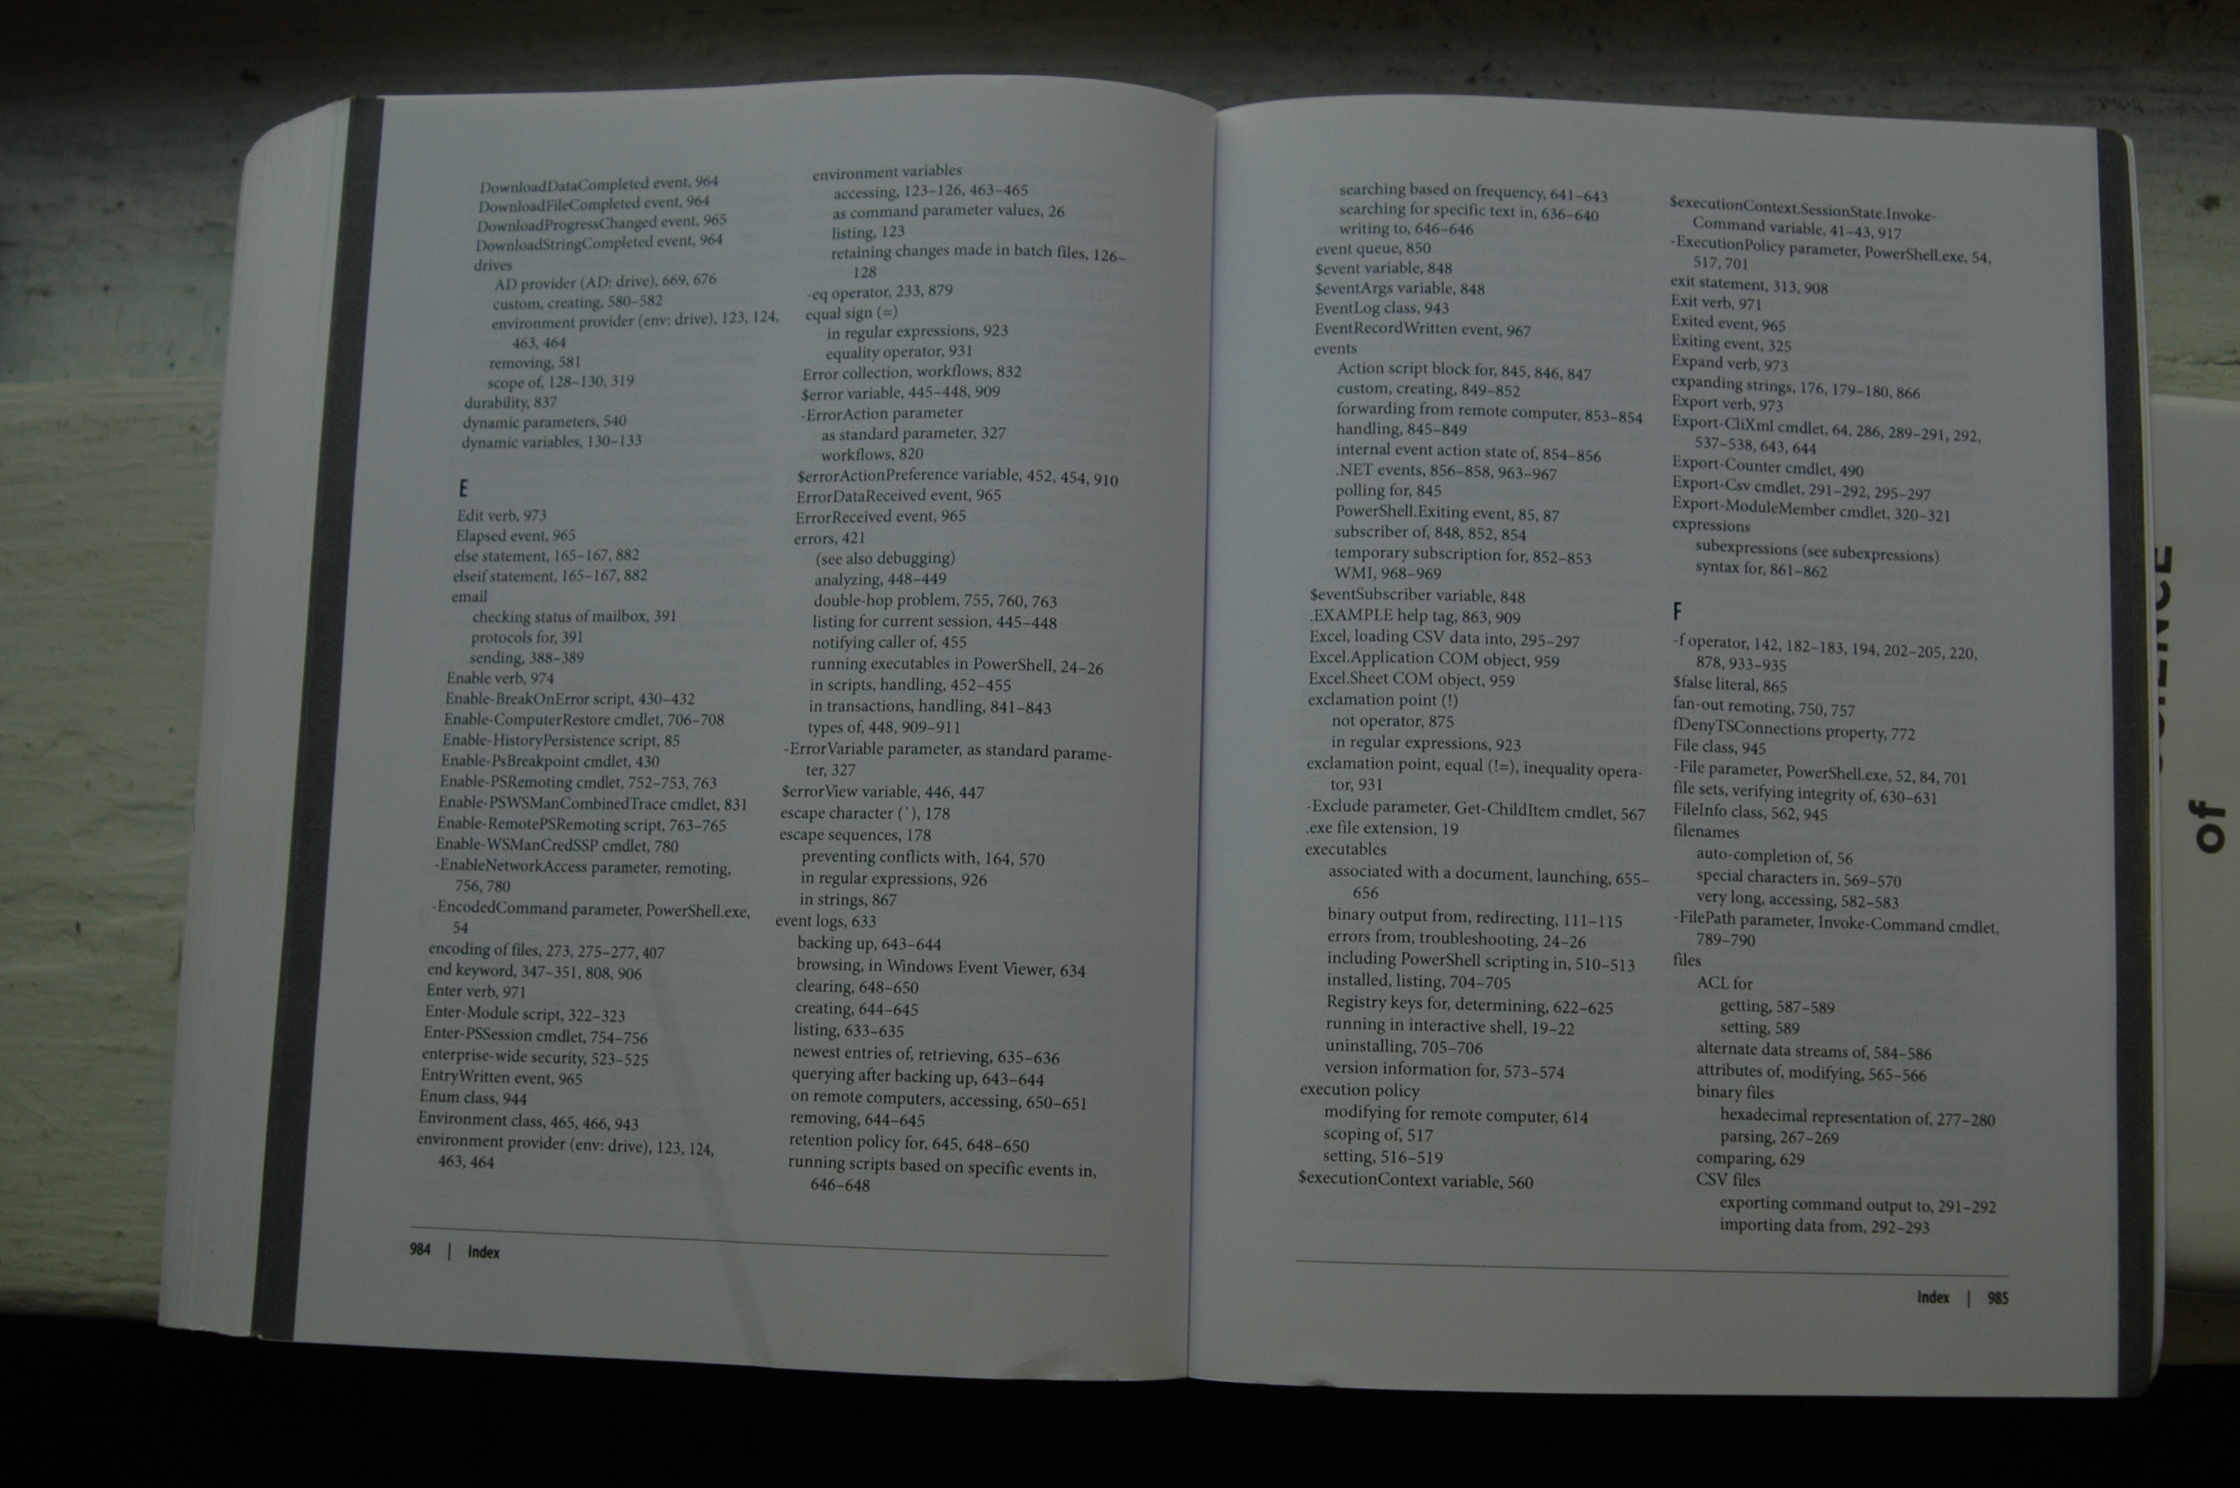 DownloadDataCompleted event, 964
DownloadFileCompleted event, 964
DownloadProgressChanged event, 965
DownloadStringCompleted event, 964
drives
AD provider (AD: drive), 669, 676
custom, creating, 580–582
environment provider (env: drive), 123, 124,
463, 464
removing, 581
scope of, 128–130, 319
durability, 837
dynamic parameters, 540
dynamic variables, 130–133
E
Edit verb, 973
Elapsed event, 965
else statement, 165–167, 882
elseif statement, 165–167, 882
email
checking status of mailbox, 391
protocols for, 391
sending, 388–389
Enable verb, 974
Enable-BreakOnError script, 430–432
Enable-ComputerRestore cmdlet, 706–708
Enable-HistoryPersistence script, 85
Enable-PsBreakpoint cmdlet, 430
Enable-PSRemoting cmdlet, 752–753, 763
Enable-PSWSManCombinedTrace cmdlet, 831
Enable-RemotePSRemoting script, 763–765
Enable-WSManCredSSP cmdlet, 780
-EnableNetworkAccess parameter, remoting,
756, 780
-EncodedCommand parameter, PowerShell.exe,
54
encoding of files, 273, 275–277, 407
end keyword, 347–351, 808, 906
Enter verb, 971
Enter-Module script, 322–323
Enter-PSSession cmdlet, 754–756
enterprise-wide security, 523–525
EntryWritten event, 965
Enum class, 944
Environment class, 465, 466, 943
environment provider (env: drive), 123, 124,
463, 464
environment variables
accessing, 123–126, 463–465
as command parameter values, 26
listing, 123
retaining changes made in batch files, 126–
128
-eq operator, 233, 879
equal sign (=)
in regular expressions, 923
equality operator, 931
Error collection, workflows, 832
$error variable, 445–448, 909
-ErrorAction parameter
as standard parameter, 327
workflows, 820
$errorActionPreference variable, 452, 454, 910
ErrorDataReceived event, 965
ErrorReceived event, 965
errors, 421
(see also debugging)
analyzing, 448–449
double-hop problem, 755, 760, 763
listing for current session, 445–448
notifying caller of, 455
running executables in PowerShell, 24–26
in scripts, handling, 452–455
in transactions, handling, 841–843
types of, 448, 909–911
-ErrorVariable parameter, as standard parame-
ter, 327
$errorView variable, 446, 447
escape character (`), 178
escape sequences, 178
preventing conflicts with, 164, 570
in regular expressions, 926
in strings, 867
event logs, 633
backing up, 643–644
browsing, in Windows Event Viewer, 634
clearing, 648–650
creating, 644–645
listing, 633–635
newest entries of, retrieving, 635–636
querying after backing up, 643–644
on remote computers, accessing, 650–651
removing, 644–645
retention policy for, 645, 648–650
running scripts based on specific events in,
646–648
984 | Index
searching based on frequency, 641–643
searching for specific text in, 636–640
writing to, 646–646
event queue, 850
$event variable, 848
$eventArgs variable, 848
EventLog class, 943
EventRecordWritten event, 967
events
Action script block for, 845, 846, 847
custom, creating, 849–852
forwarding from remote computer, 853–854
handling, 845–849
internal event action state of, 854–856
.NET events, 856–858, 963–967
polling for, 845
PowerShell.Exiting event, 85, 87
subscriber of, 848, 852, 854
temporary subscription for, 852–853
WMI, 968–969
$eventSubscriber variable, 848
.EXAMPLE help tag, 863, 909
Excel, loading CSV data into, 295–297
Excel.Application COM object, 959
Excel.Sheet COM object, 959
exclamation point (!)
not operator, 875
in regular expressions, 923
exclamation point, equal (!=), inequality opera-
tor, 931
-Exclude parameter, Get-ChildItem cmdlet, 567
.exe file extension, 19
executables
associated with a document, launching, 655–
656
binary output from, redirecting, 111–115
errors from, troubleshooting, 24–26
including PowerShell scripting in, 510–513
installed, listing, 704–705
Registry keys for, determining, 622–625
running in interactive shell, 19–22
uninstalling, 705–706
version information for, 573–574
execution policy
modifying for remote computer, 614
scoping of, 517
setting, 516–519
$executionContext variable, 560
$executionContext.SessionState.Invoke-
Command variable, 41–43, 917
-ExecutionPolicy parameter, PowerShell.exe, 54,
517, 701
exit statement, 313, 908
Exit verb, 971
Exited event, 965
Exiting event, 325
Expand verb, 973
expanding strings, 176, 179–180, 866
Export verb, 973
Export-CliXml cmdlet, 64, 286, 289–291, 292,
537–538, 643, 644
Export-Counter cmdlet, 490
Export-Csv cmdlet, 291–292, 295–297
Export-ModuleMember cmdlet, 320–321
expressions
subexpressions (see subexpressions)
syntax for, 861–862
F
-f operator, 142, 182–183, 194, 202–205, 220,
878, 933–935
$false literal, 865
fan-out remoting, 750, 757
fDenyTSConnections property, 772
File class, 945
-File parameter, PowerShell.exe, 52, 84, 701
file sets, verifying integrity of, 630–631
FileInfo class, 562, 945
filenames
auto-completion of, 56
special characters in, 569–570
very long, accessing, 582–583
-FilePath parameter, Invoke-Command cmdlet,
789–790
files
ACL for
getting, 587–589
setting, 589
alternate data streams of, 584–586
attributes of, modifying, 565–566
binary files
hexadecimal representation of, 277–280
parsing, 267–269
comparing, 629
CSV files
exporting command output to, 291–292
importing data from, 292–293
Index | 985
of